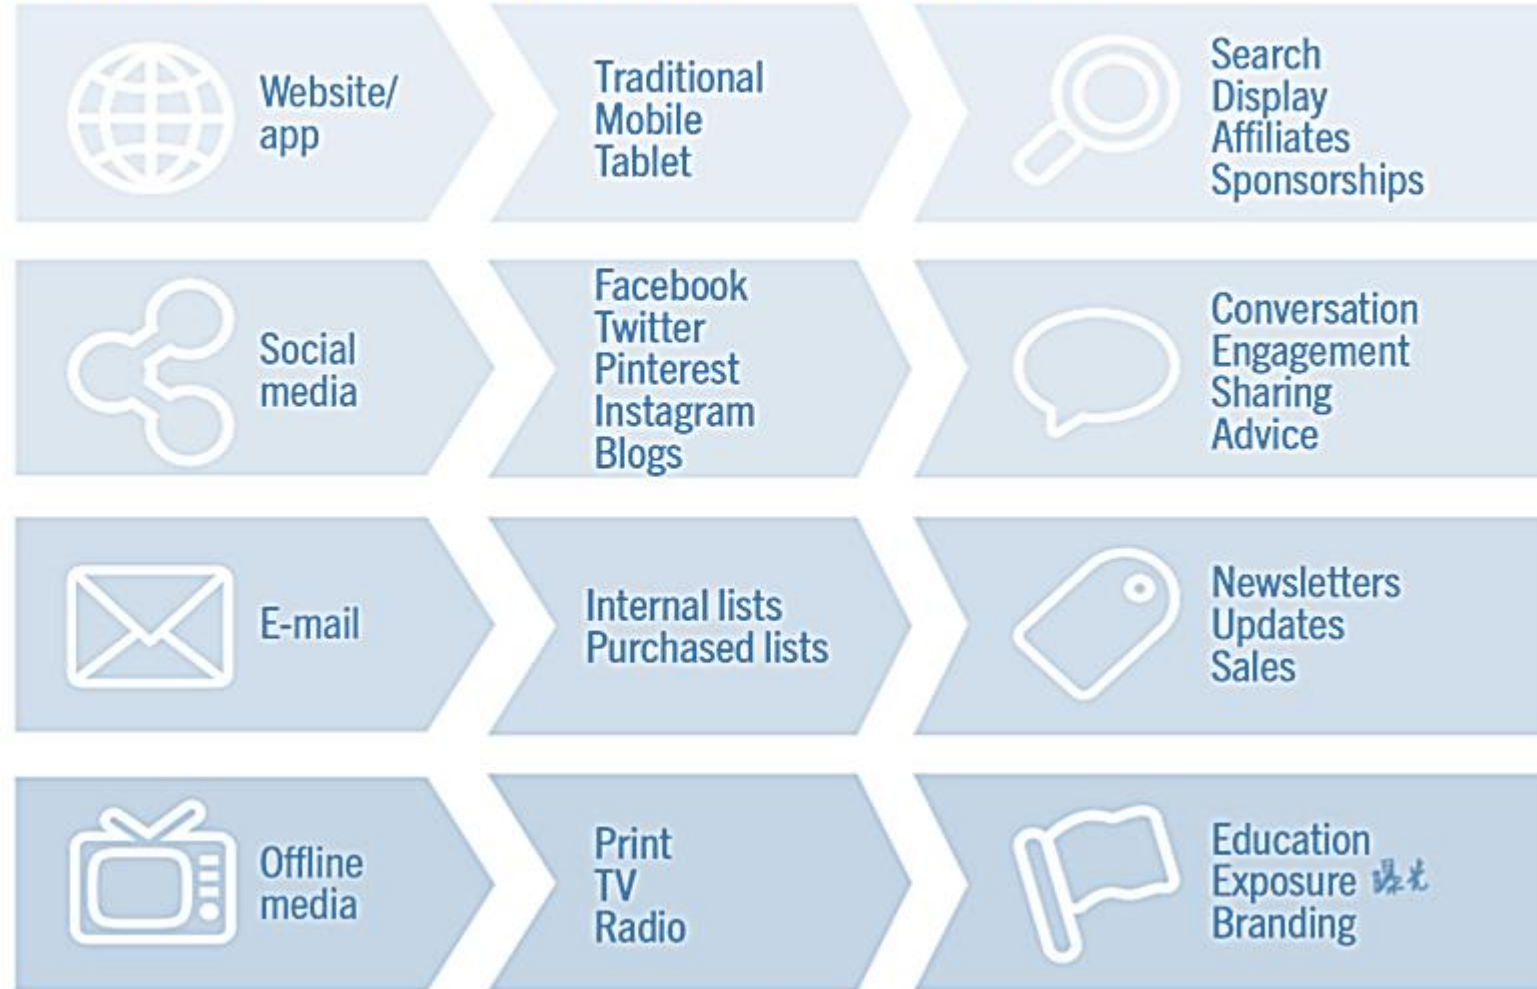 Website/
app
Traditional
Mobile
Tablet
Search
Display
Affiliates
Sponsorships
Social
media
Facebook
Twitter
Pinterest
Instagram
Blogs
Conversation
Engagement
Sharing
Advice
E-mail
Internal lists
Purchased lists
Newsletters
Updates
Sales
Offline
media
Print
TV
Radio
Education
Exposure 曝光
Branding